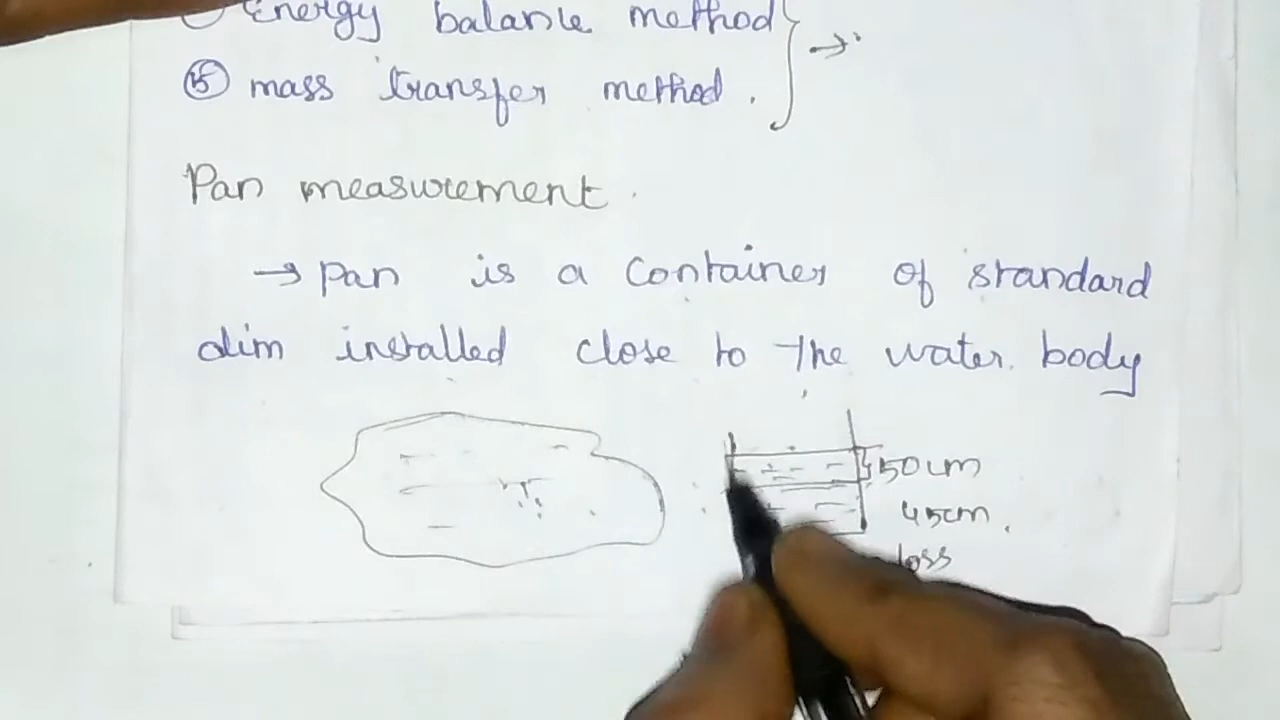 Energy balance method
⑤ mass transfer method.
Pan measurement.
→ pan is a container of standard
dim installed close to the water body
50cm
45cm
loss